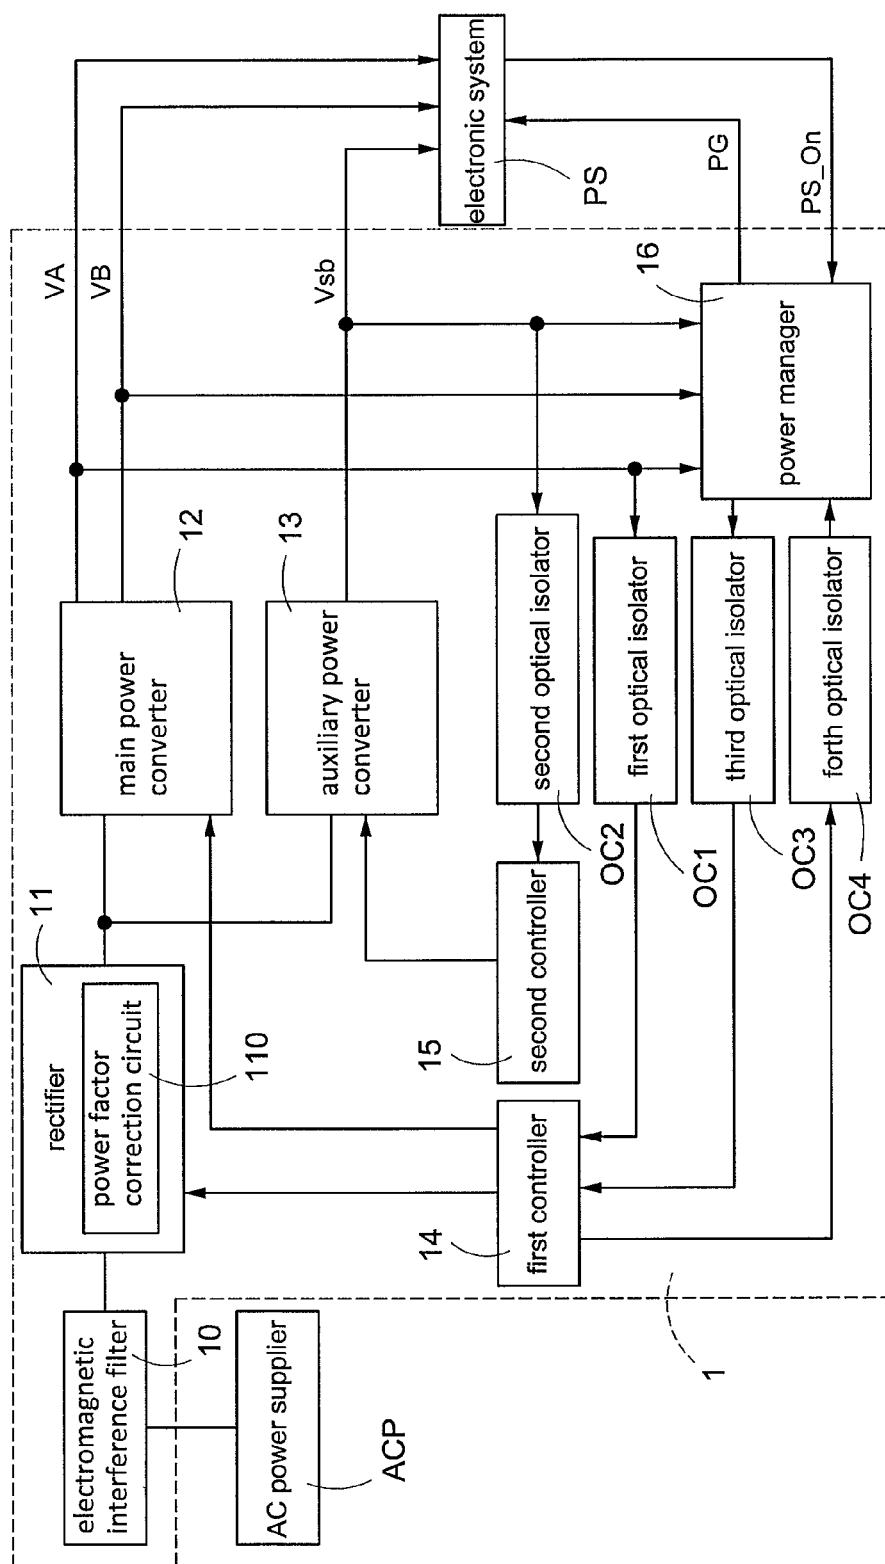 electromagnetic
interference filter
10
AC power supplier
ACP
rectifier
11
power factor
correction circuit
110
main power
converter
12
auxiliary power
converter
13
VA
VB
Vsb
electronic system
PS
first controller
14
second controller
15
second optical isolator
OC2
first optical isolator
OC1
third optical isolator
OC3
forth optical isolator
OC4
power manager
16
PG
PS_On
1